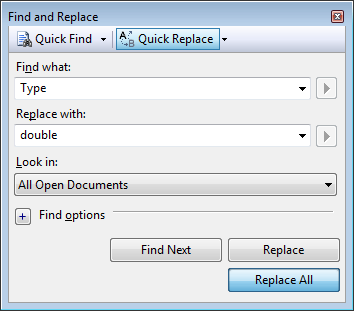 Find and Replace
Quick Find Quick Replace
Find what:
Type
Replace with:
double
Look in:
All Open Documents
Find options
Find Next Replace
Replace All